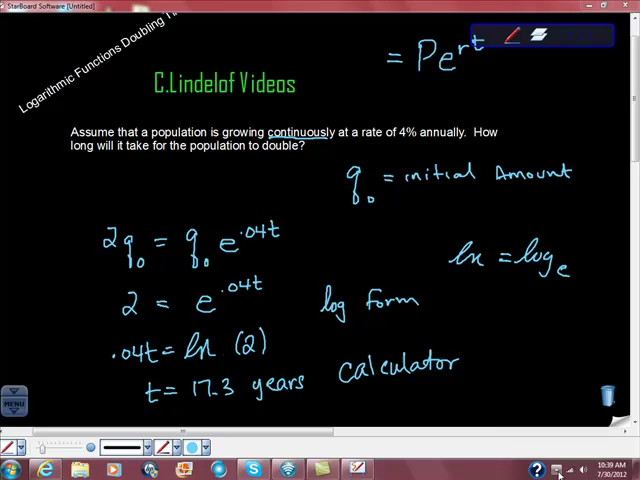 StarBoard Software [Untitled]
Logarithmic Functions Doubling
= Pe^rt
C.Lindelof Videos
Assume that a population is growing continuously at a rate of 4% annually. How
long will it take for the population to double?
q₀ = initial Amount
2q₀ = q₀ e^.04t
ln = logₑ
2 = e^.04t log Form
.04t = ln (2)
t = 17.3 years calculator
MENU
10:39 AM
7/30/2012